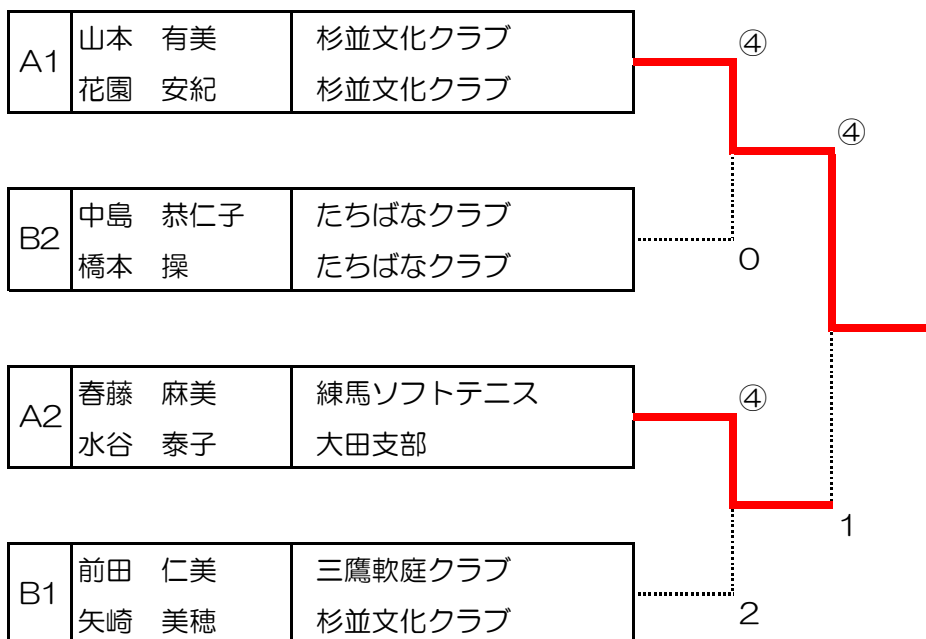 A1 山本　有美 杉並文化クラブ
花園　安紀 杉並文化クラブ
④
④
B2 中島　恭仁子 たちばなクラブ
橋本　操 たちばなクラブ
0
A2 春藤　麻美 練馬ソフトテニス
水谷　泰子 大田支部
④
1
B1 前田　仁美 三鷹軟庭クラブ
矢崎　美穂 杉並文化クラブ
2